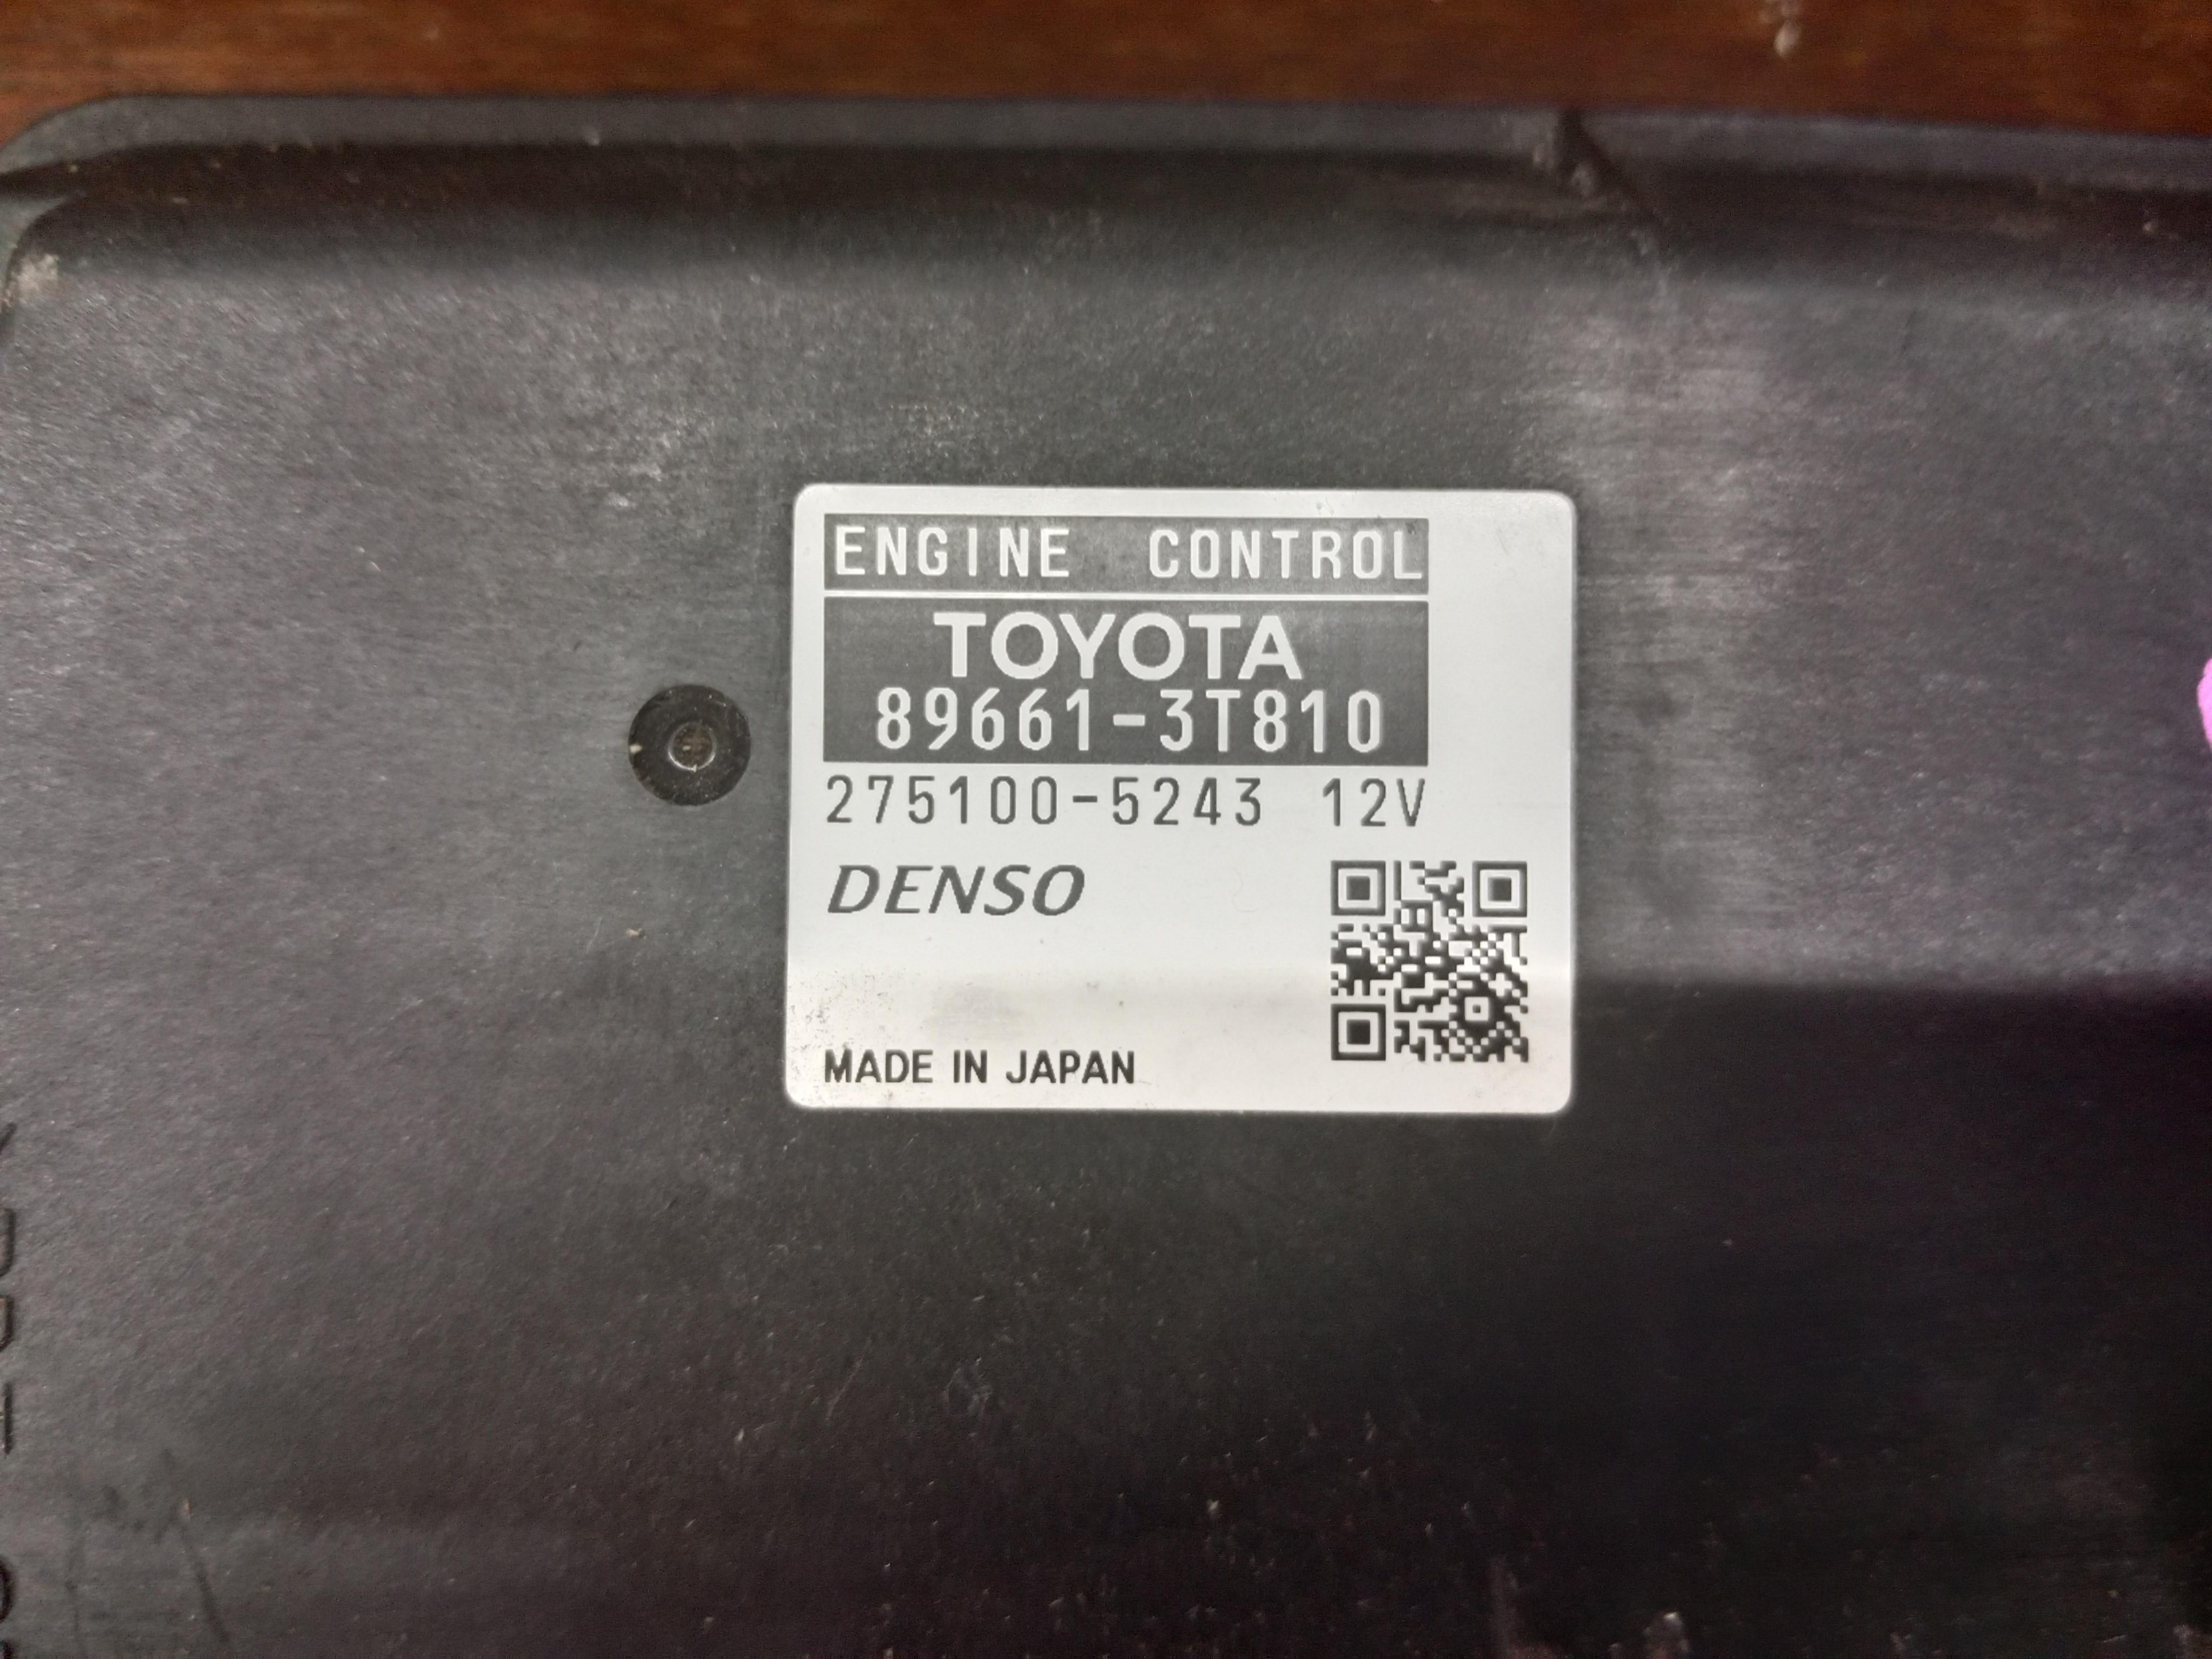 ENGINE CONTROL
TOYOTA
89661-3T810
275100-5243 12V
DENSO
MADE IN JAPAN